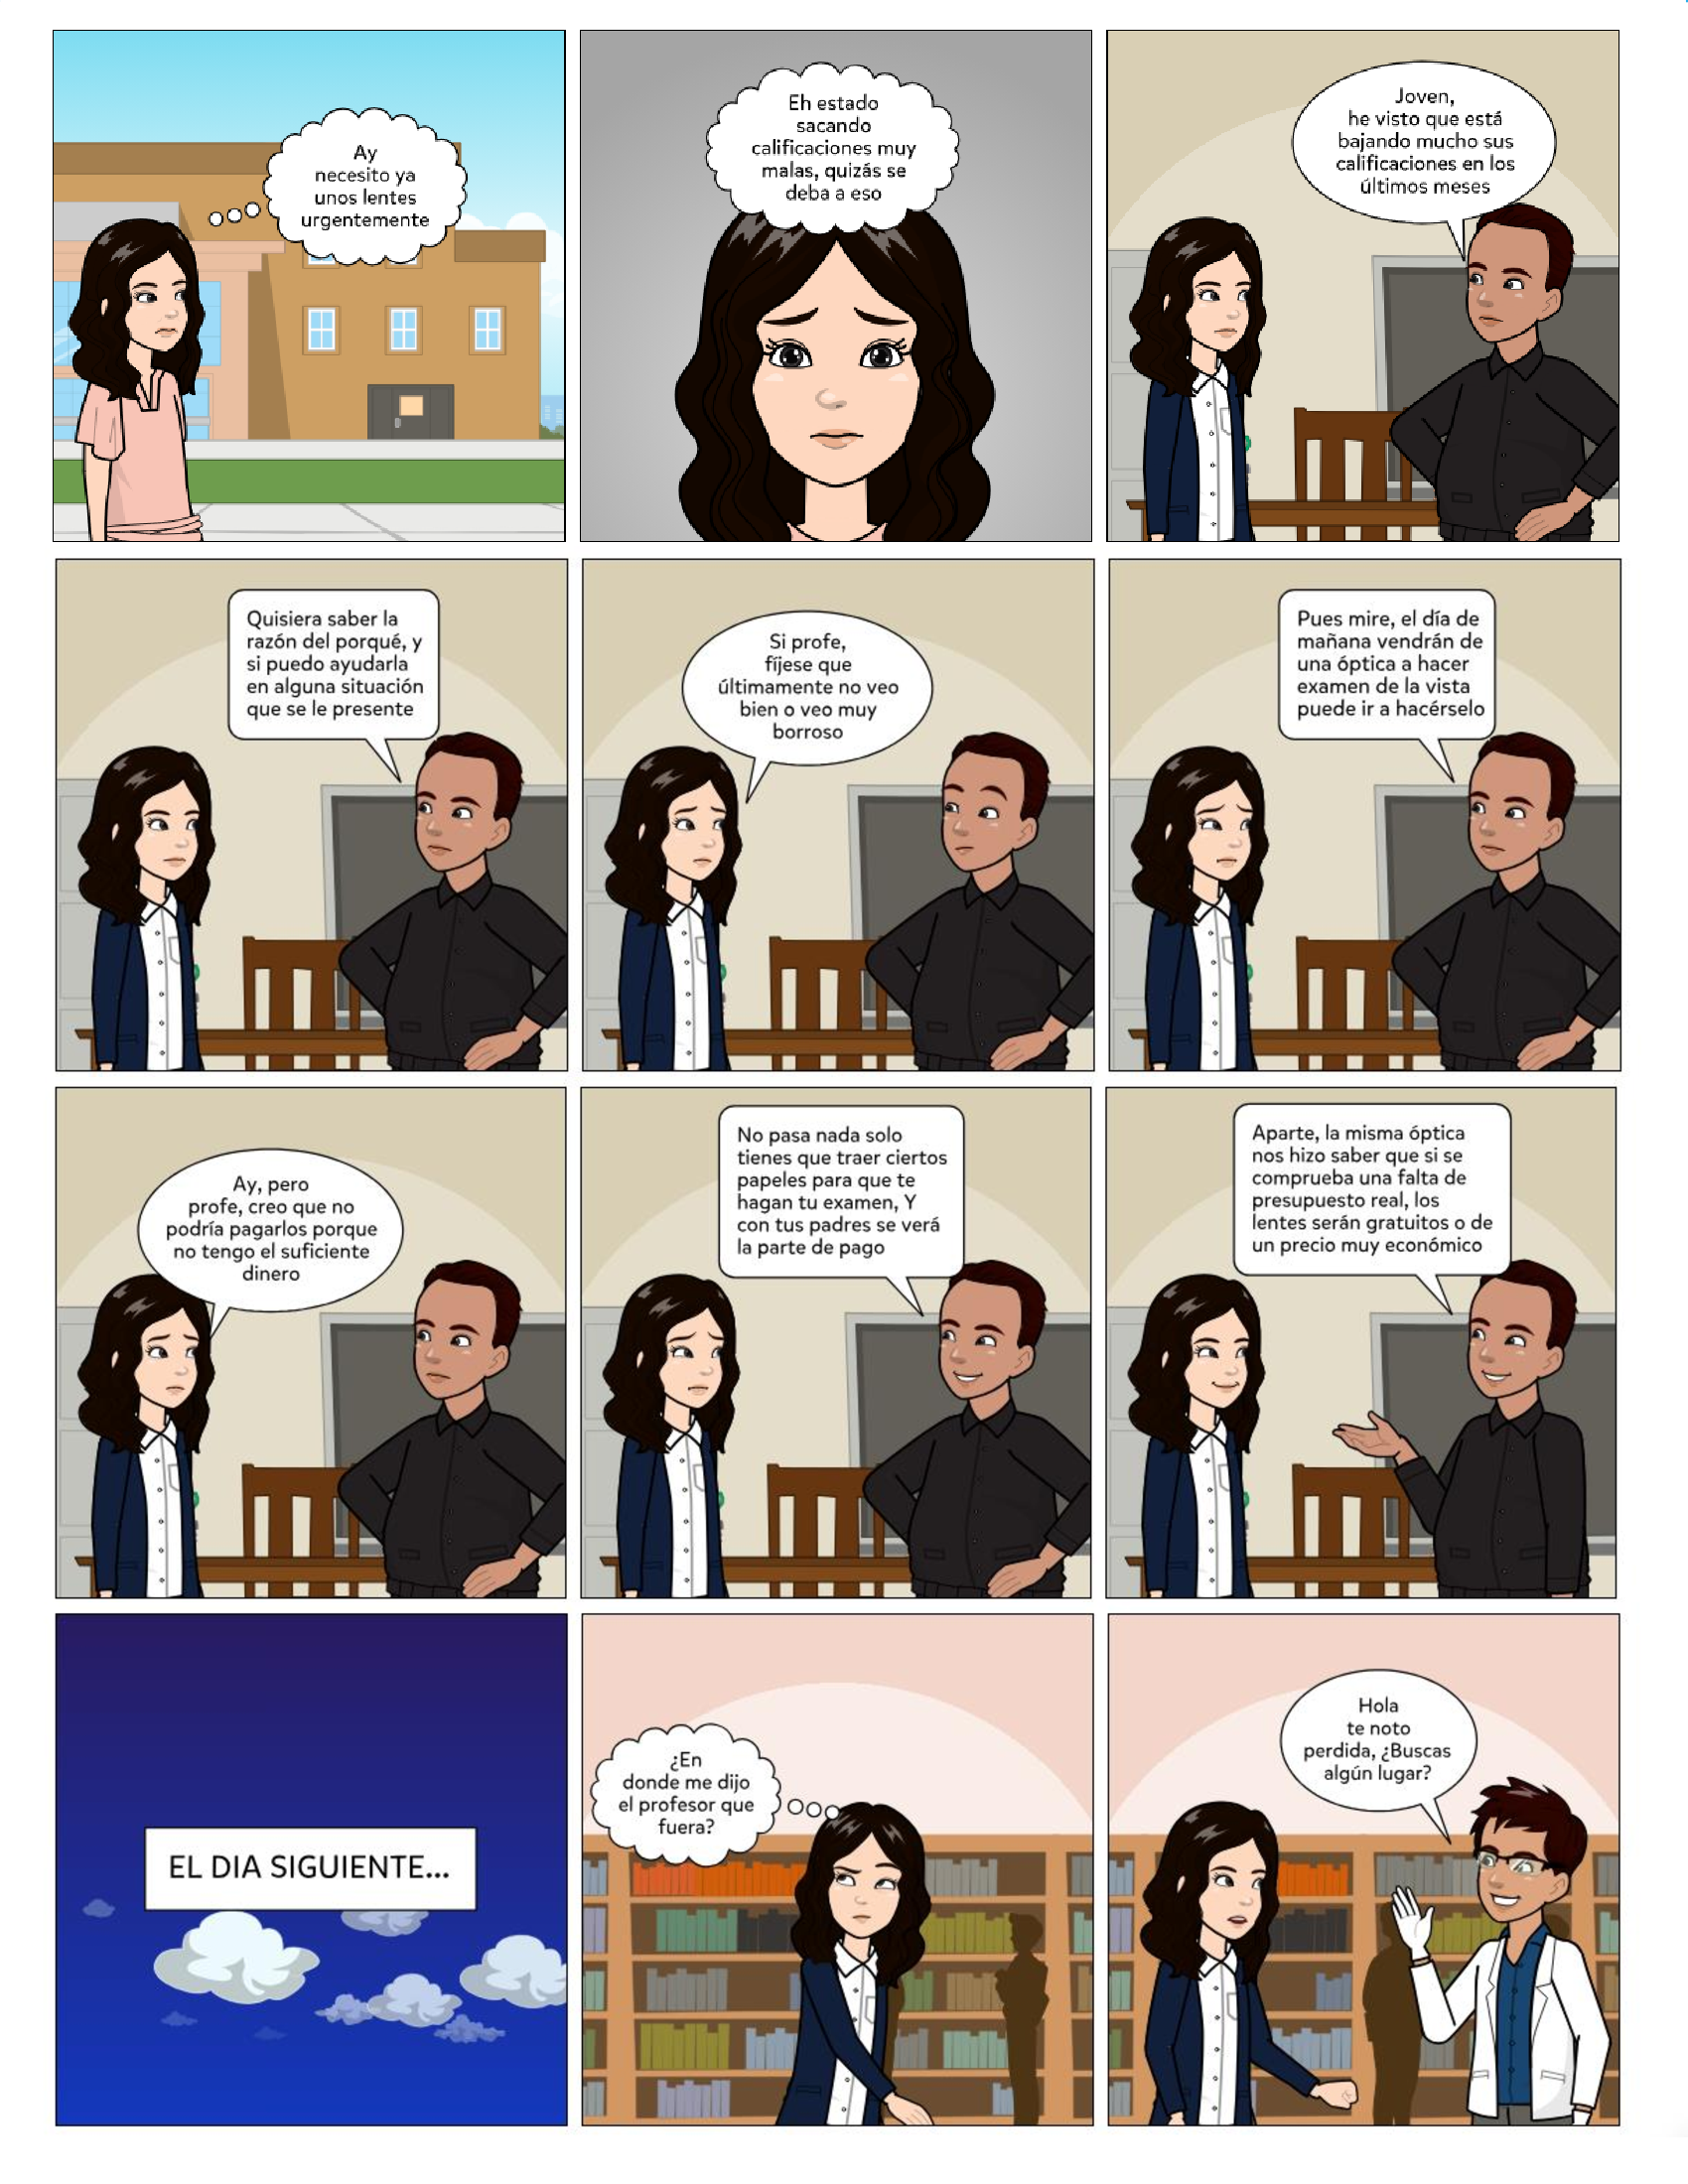 Ay
necesito ya
unos lentes
urgentemente
Eh estado
sacando
calificaciones muy
malas, quizás se
deba a eso
Joven,
he visto que está
bajando mucho sus
calificaciones en los
últimos meses
Quisiera saber la
razón del porqué, y
si puedo ayudarla
en alguna situación
que se le presente
Si profe,
fíjese que
últimamente no veo
bien o veo muy
borroso
Pues mire, el día de
mañana vendrán de
una óptica a hacer
examen de la vista
puede ir a hacérselo
Ay, pero
profe, creo que no
podría pagarlos porque
no tengo el suficiente
dinero
No pasa nada solo
tienes que traer ciertos
papeles para que te
hagan tu examen, Y
con tus padres se verá
la parte de pago
Aparte, la misma óptica
nos hizo saber que si se
comprueba una falta de
presupuesto real, los
lentes serán gratuitos o de
un precio muy económico
EL DIA SIGUIENTE...
¿En
donde me dijo
el profesor que
fuera?
Hola
te noto
perdida, ¿Buscas
algún lugar?